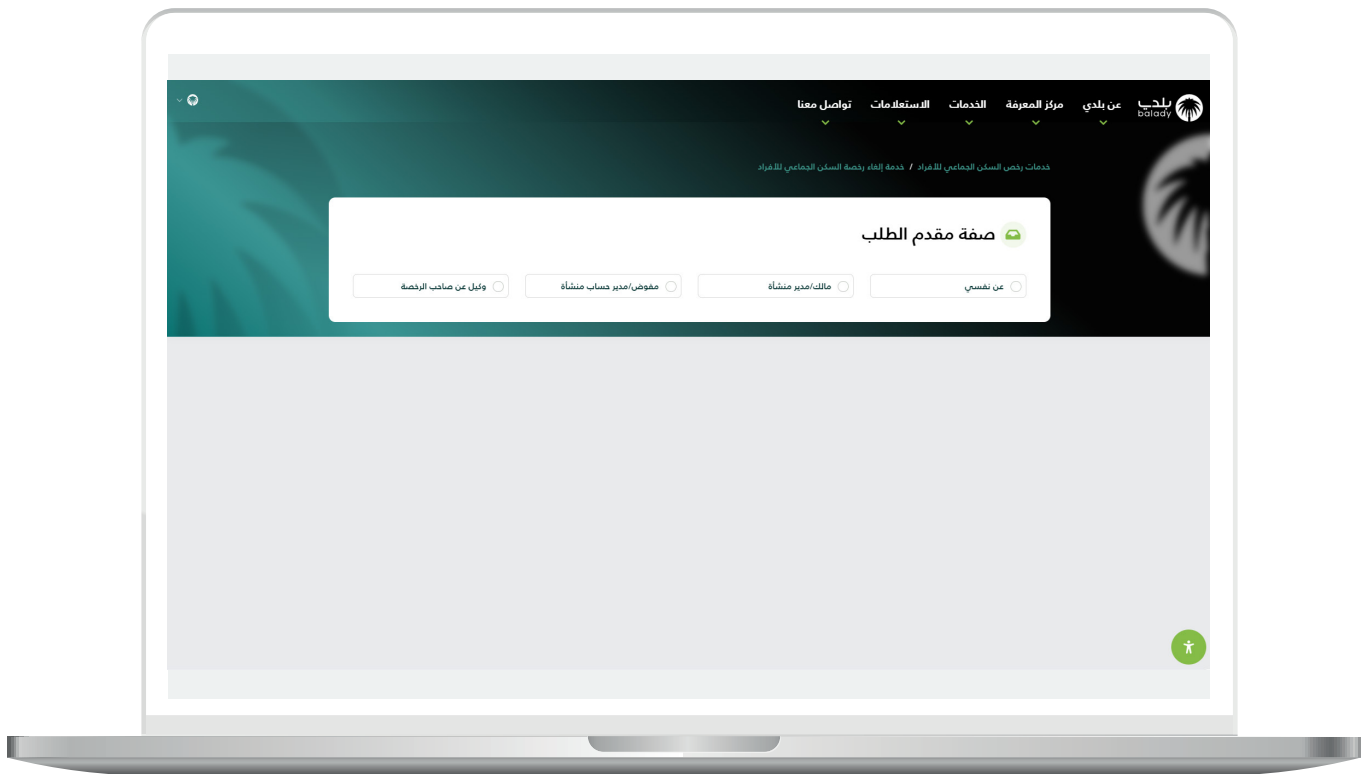 بلدي
balady
عن بلدي
مركز المعرفة
الخدمات
الاستعلامات
تواصل معنا
خدمات رخص السكن الجماعي للأفراد / خدمة إلغاء رخصة السكن الجماعي للأفراد
صفة مقدم الطلب
عن نفسي
مالك/مدير منشأة
مفوض/مدير حساب منشأة
وكيل عن صاحب الرخصة